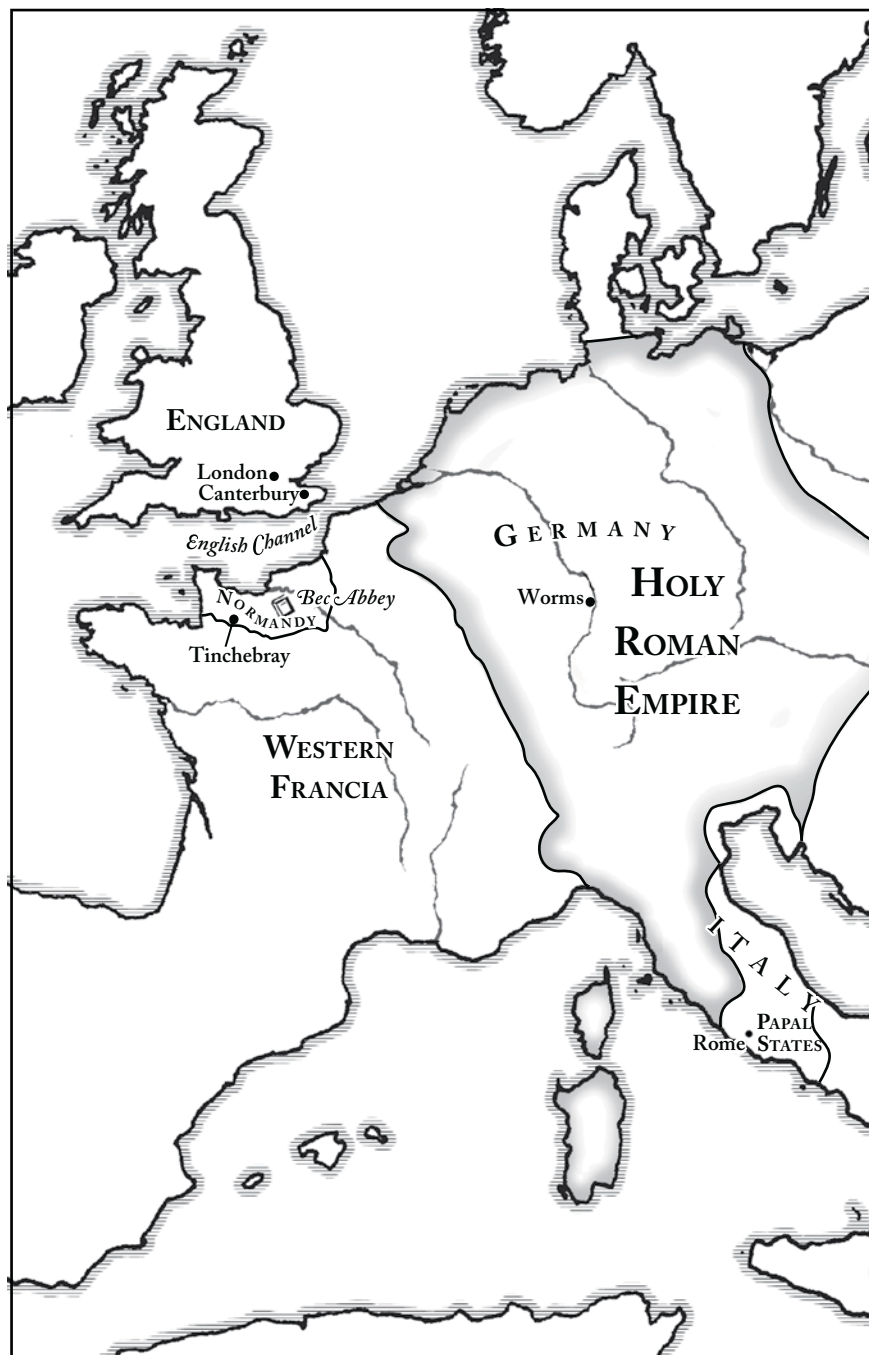 ENGLAND
London
Canterbury
English Channel
GERMANY
HOLY
ROMAN
EMPIRE
Worms
NORMANDY
Bec Abbey
Tinchebray
WESTERN
FRANCIA
ITALY
PAPAL
STATES
Rome